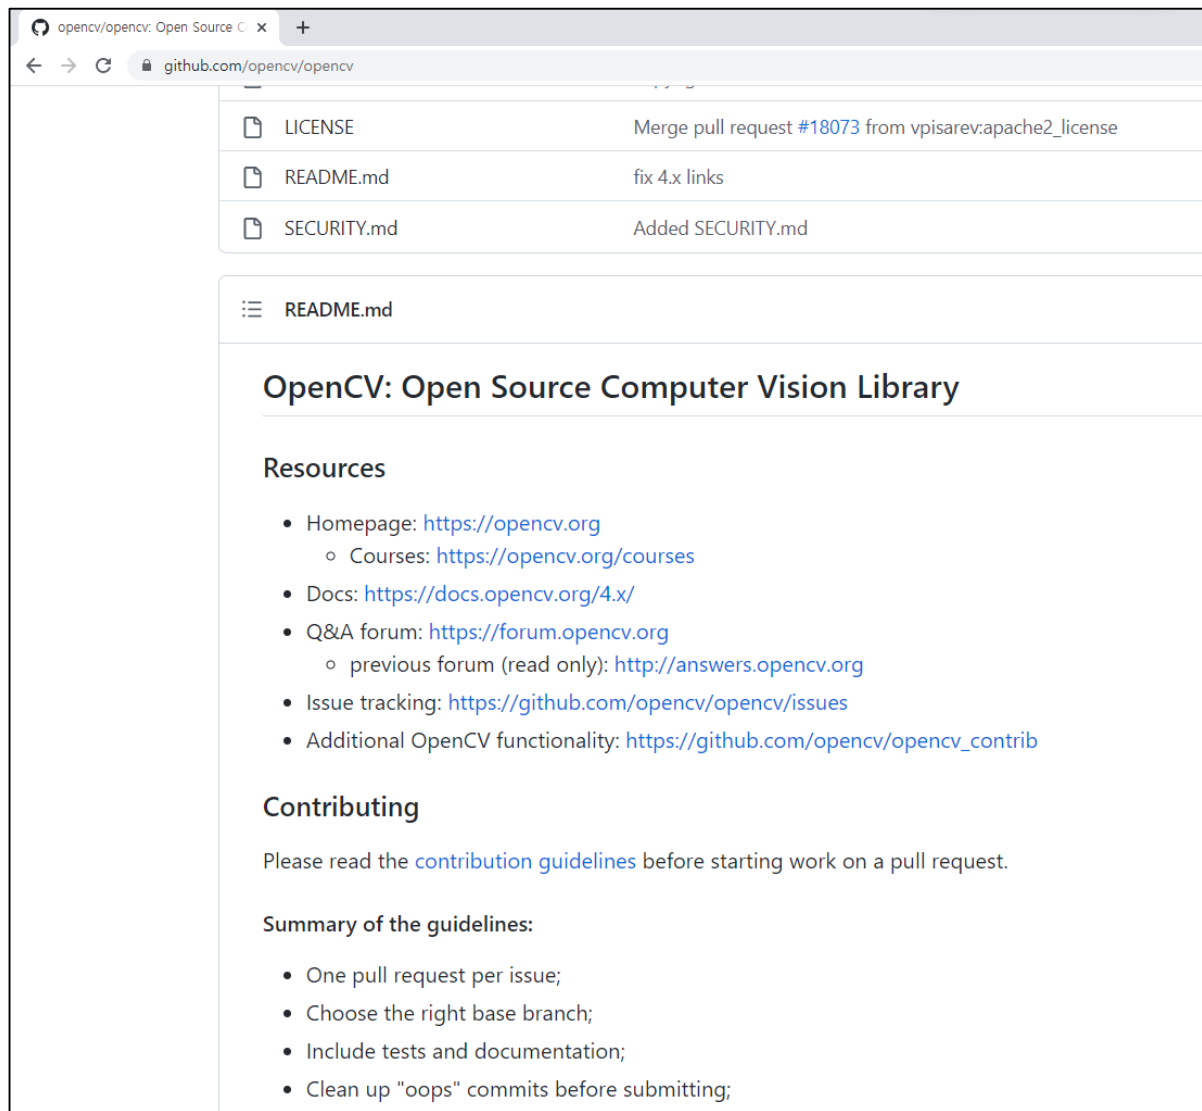 opencv/opencv: Open Source C
github.com/opencv/opencv
LICENSE Merge pull request #18073 from vpisarev:apache2_license
README.md fix 4.x links
SECURITY.md Added SECURITY.md
README.md
OpenCV: Open Source Computer Vision Library
Resources
• Homepage: https://opencv.org
◦ Courses: https://opencv.org/courses
• Docs: https://docs.opencv.org/4.x/
• Q&A forum: https://forum.opencv.org
◦ previous forum (read only): http://answers.opencv.org
• Issue tracking: https://github.com/opencv/opencv/issues
• Additional OpenCV functionality: https://github.com/opencv/opencv_contrib
Contributing
Please read the contribution guidelines before starting work on a pull request.
Summary of the guidelines:
• One pull request per issue;
• Choose the right base branch;
• Include tests and documentation;
• Clean up "oops" commits before submitting;